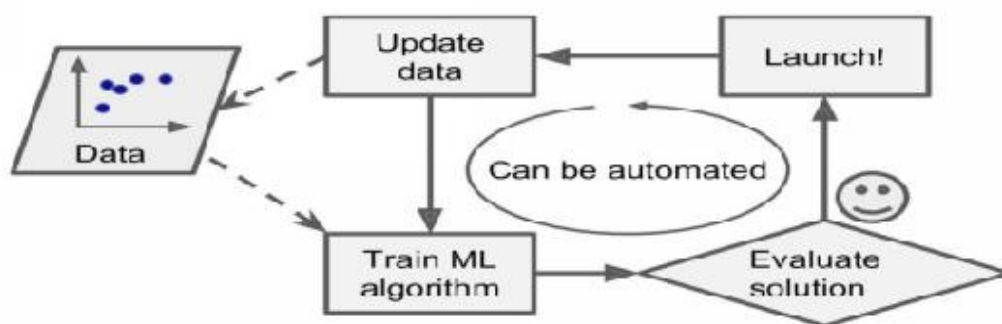 Update
data
Launch!
Data
Can be automated
Train ML
algorithm
Evaluate
solution